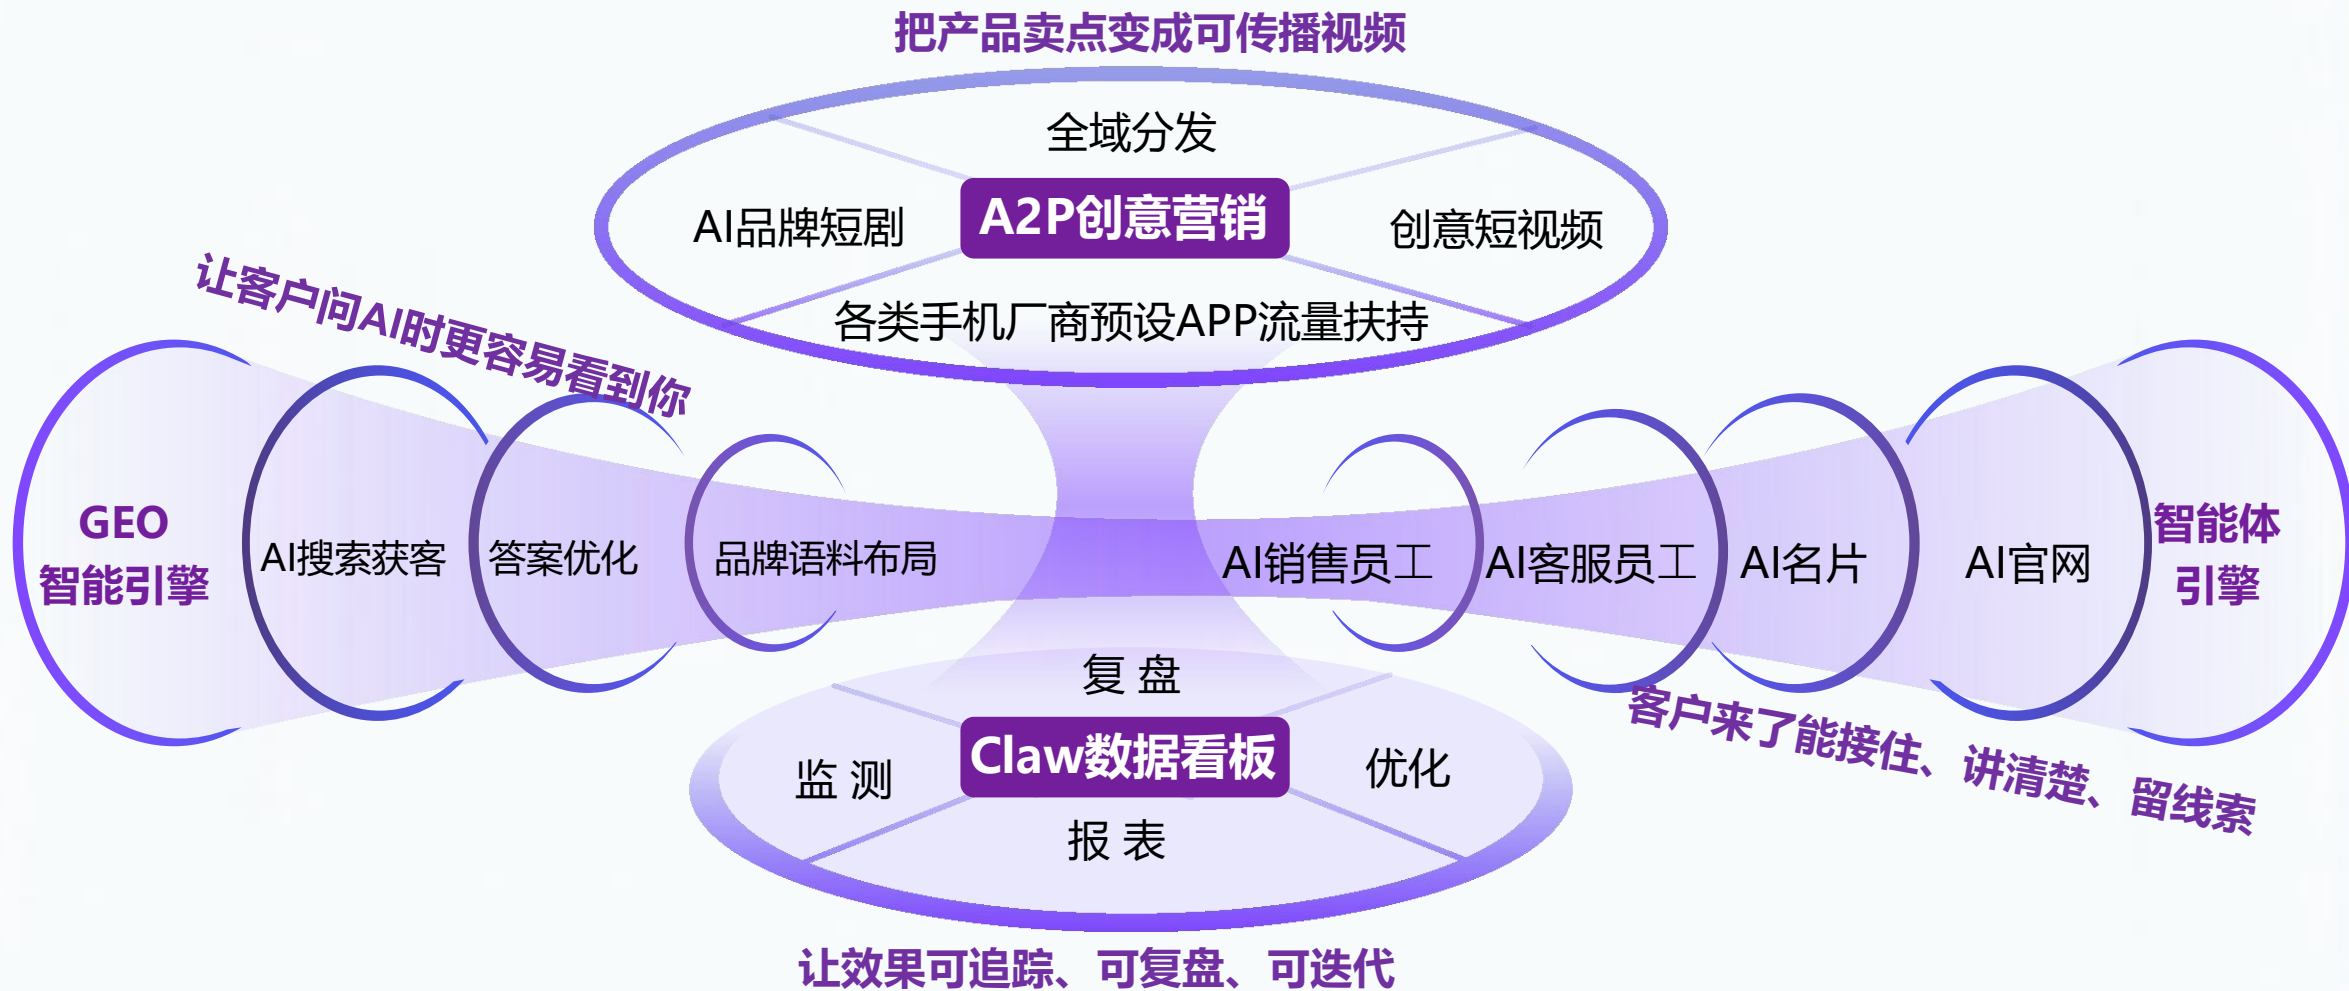 把产品卖点变成可传播视频
全域分发
A2P创意营销
AI品牌短剧
创意短视频
各类手机厂商预设APP流量扶持
让客户问AI时更容易看到你
GEO
智能引擎
AI搜索获客
答案优化
品牌语料布局
AI销售员工
AI客服员工
AI名片
AI官网
智能体
引擎
客户来了能接住、讲清楚、留线索
复 盘
Claw数据看板
监 测
优化
报 表
让效果可追踪、可复盘、可迭代